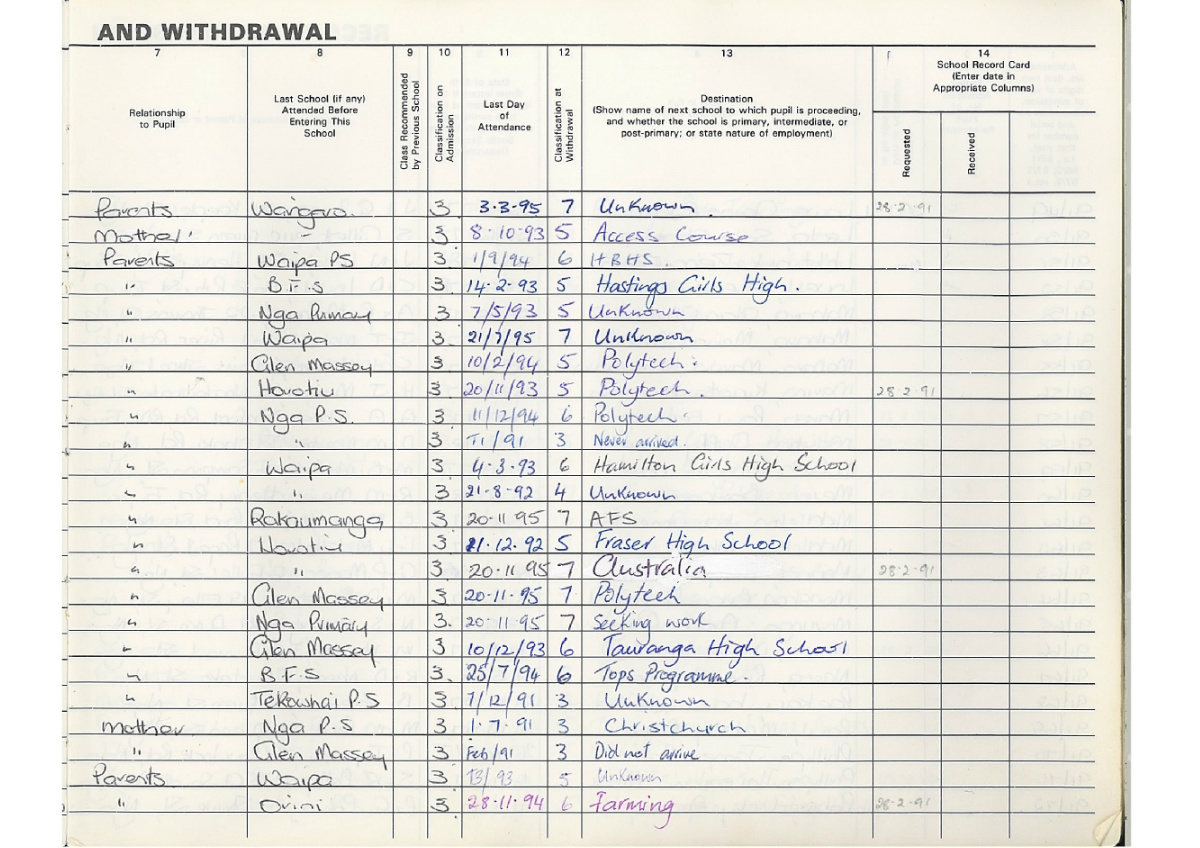 AND WITHDRAWAL
7 8 9 10 11 12 13 14
Relationship to Pupil
Last School (if any) Attended Before Entering This School
Class Recommended by Previous School
Classification on Admission
Last Day of Attendance
Classification at Withdrawal
Destination (Show name of next school to which pupil is proceeding, and whether the school is primary, intermediate, or post-primary; or state nature of employment)
School Record Card (Enter date in Appropriate Columns)
Requested
Received
Parents 3 3·3·95 7 Unknown. 28·2·91
Mother " 3 8·10·93 5 Access Course
Parents Waipa PS 3. 1/9/94 6 HBHS.
" B.F.S 3. 14·2·93 5 Hastings Girls High.
" Nga Primary 3 7/5/93 5 Unknown
" Waipa 3. 21/7/95 7 Unknown
" Glen Massey 3. 10/2/94 5 Polytech.
" Horotiu 3. 20/11/93 5 Polytech. 28·2·91
" Nga P.S. 3 11/12/94 6 Polytech.
" " 3 T1/91 3 Never arrived.
" Waipa 3 4·3·93 6 Hamilton Girls High School
" " 3 21·8·92 4 Unknown
" Rakaumanga 3. 20·11 95 7 AFS
" Horotiu 3. 21·12.92 5 Fraser High School
" " 3. 20·11 95 7 Australia 28·2·91
" Glen Massey 3 20·11·95 7 Polytech
" Nga Primary 3. 20·11·95 7 Seeking work
" Glen Massey 3 10/12/93 6 Tauranga High School
" B.F.S 3. 25/7/94 6 Tops Programme.
" Te Kowhai P.S 3 7/12/91 3 Unknown
Mother Nga P.S 3 1·7·91 3 Christchurch
" Glen Massey 3 Feb/91 3 Did not arrive
Parents Waipa 3 93 5 Unknown
" Orini 3. 28·11·94 6 Farming 28·2·91